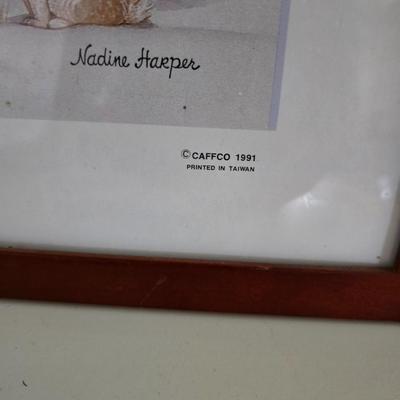 Nadine Harper
©CAFFCO 1991
PRINTED IN TAIWAN